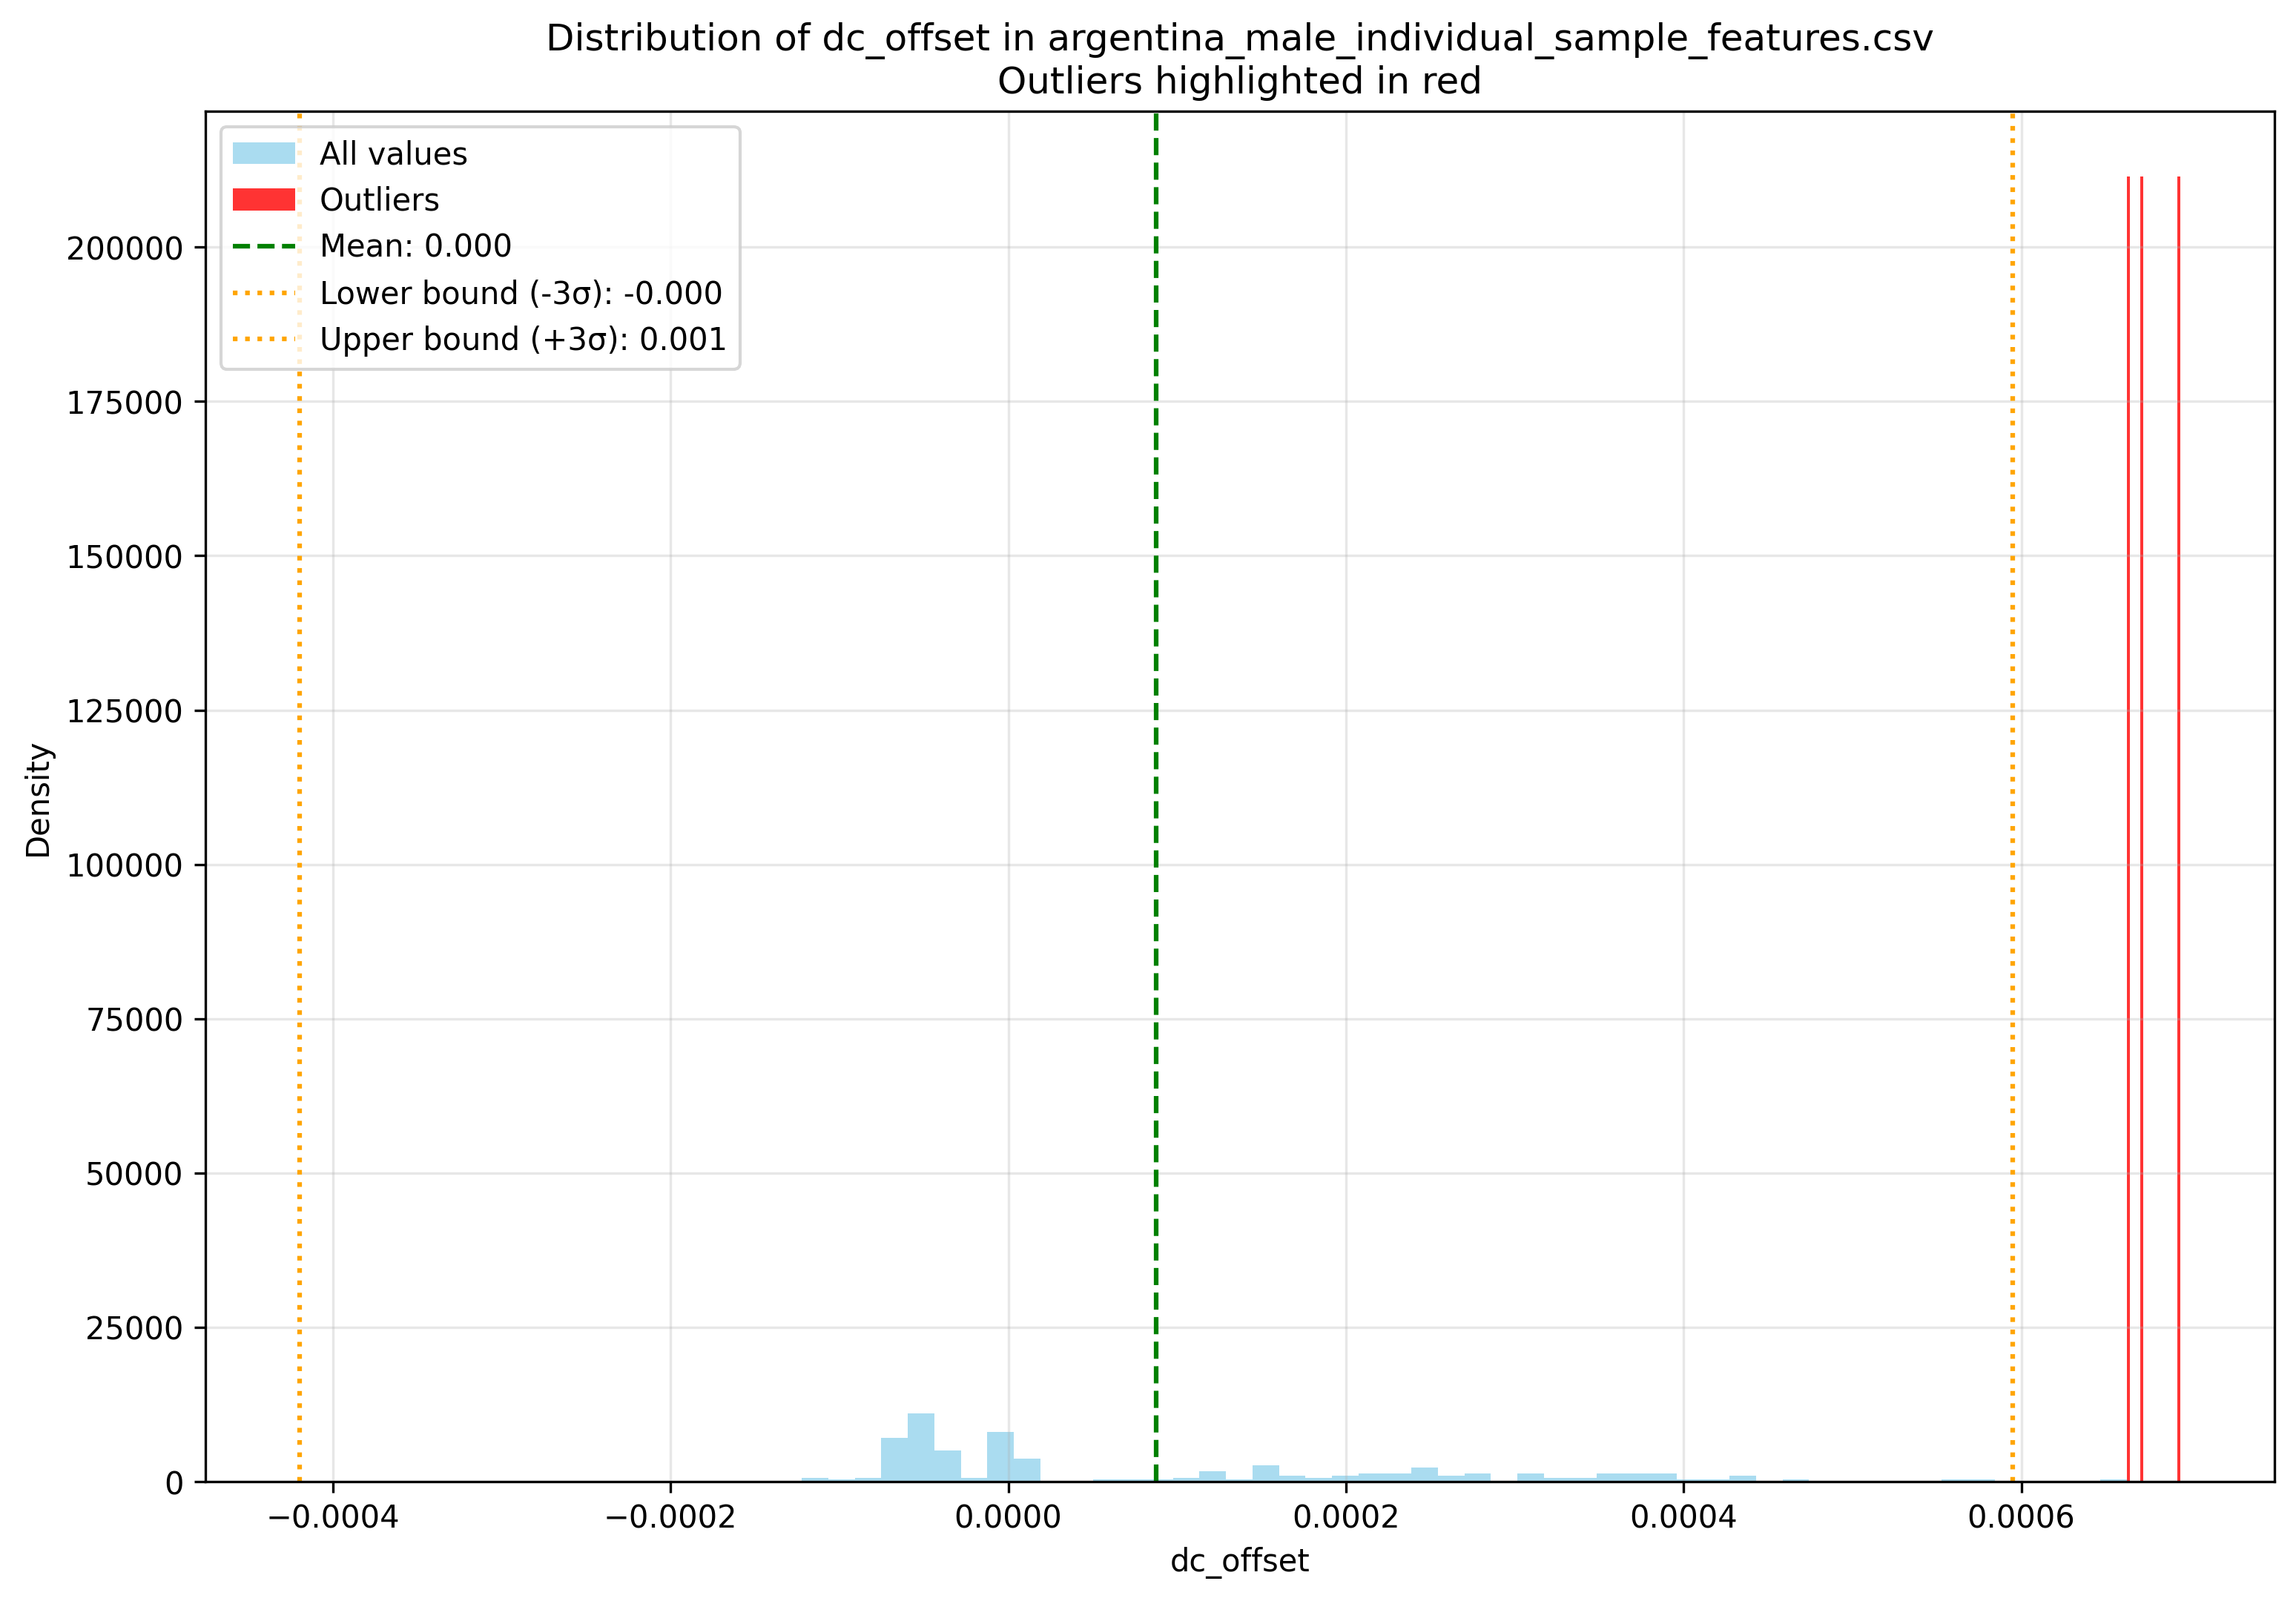 Distribution of dc_offset in argentina_male_individual_sample_features.csv
Outliers highlighted in red
All values
Outliers
Mean: 0.000
Lower bound (-3σ): -0.000
Upper bound (+3σ): 0.001
200000
175000
150000
125000
100000
75000
50000
25000
0
Density
−0.0004
−0.0002
0.0000
0.0002
0.0004
0.0006
dc_offset